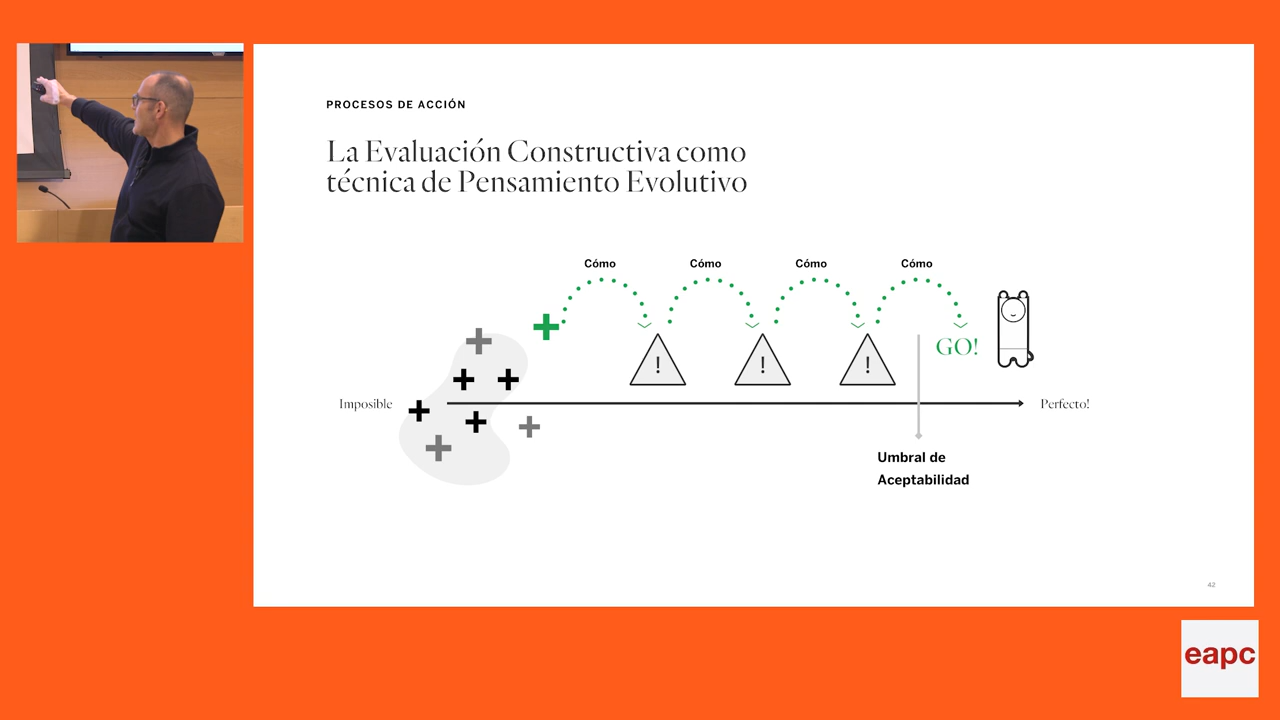 PROCESOS DE ACCIÓN
La Evaluación Constructiva como
técnica de Pensamiento Evolutivo
Cómo
Cómo
Cómo
Cómo
!
!
!
GO!
Imposible
Perfecto!
Umbral de
Aceptabilidad
42
eapc